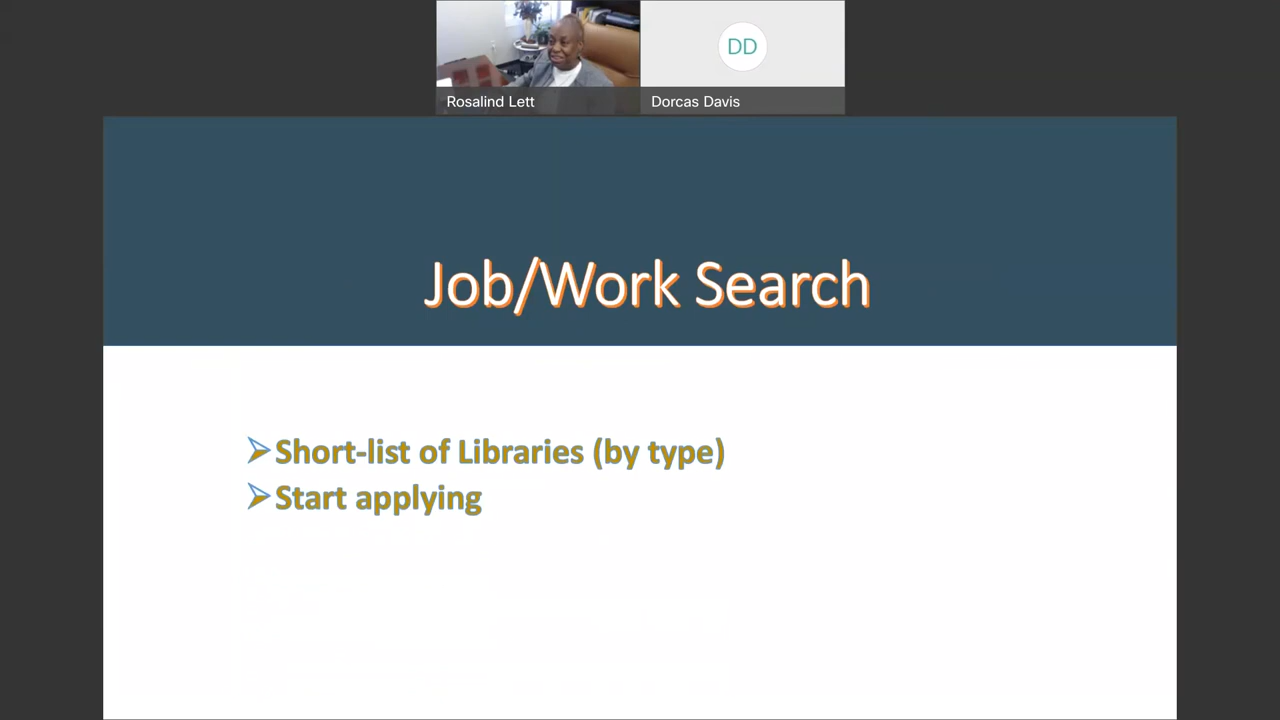 DD
Rosalind Lett
Dorcas Davis
Job/Work Search
Short-list of Libraries (by type)
Start applying